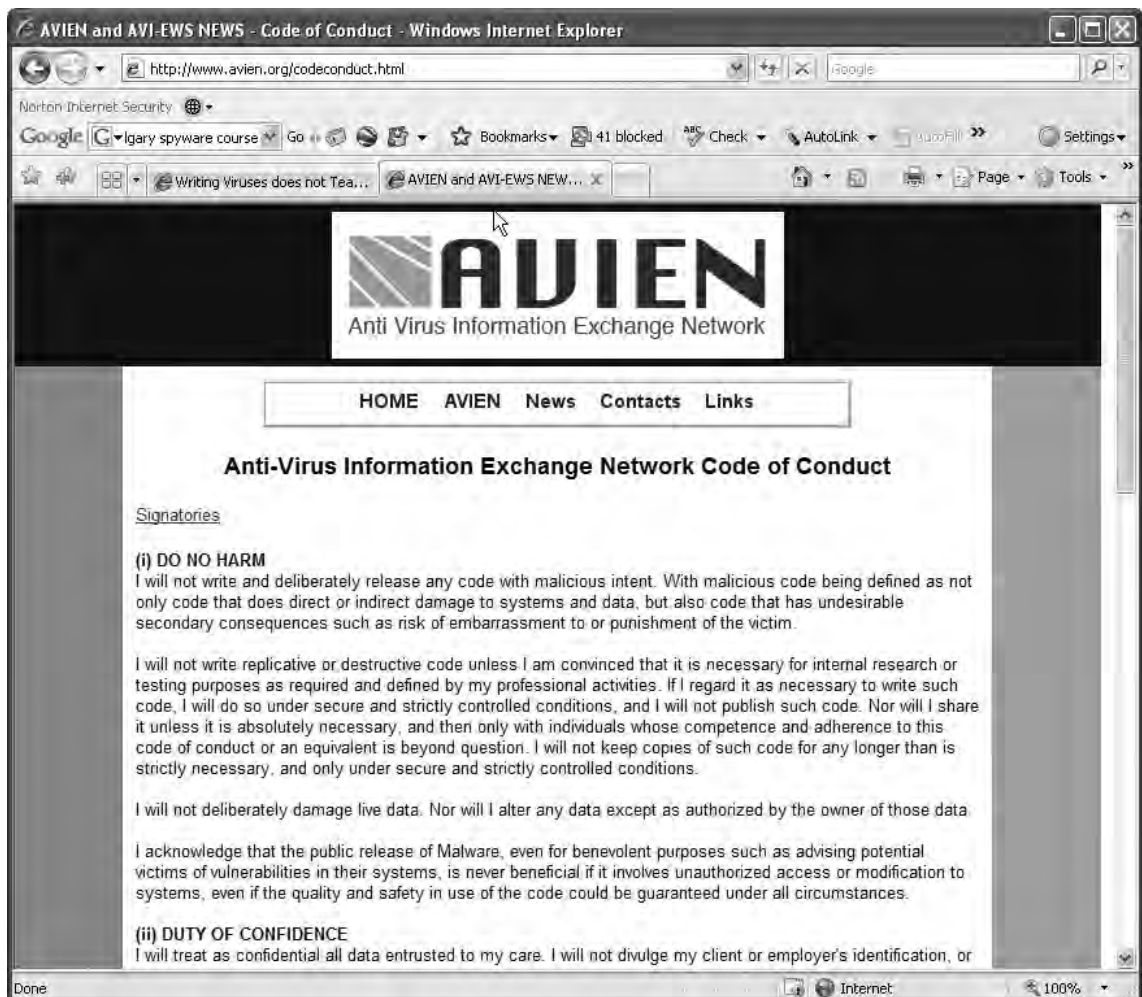 AVIEN and AVI-EWS NEWS - Code of Conduct - Windows Internet Explorer
http://www.avien.org/codeconduct.html Google
Norton Internet Security
Google G lgary spyware course Go Bookmarks 41 blocked ABC Check AutoLink AutoFill » Settings
Writing Viruses does not Tea... AVIEN and AVI-EWS NEW... x Page Tools »
AVIEN
Anti Virus Information Exchange Network
HOME AVIEN News Contacts Links
Anti-Virus Information Exchange Network Code of Conduct
Signatories
(i) DO NO HARM
I will not write and deliberately release any code with malicious intent. With malicious code being defined as not
only code that does direct or indirect damage to systems and data, but also code that has undesirable
secondary consequences such as risk of embarrassment to or punishment of the victim.
I will not write replicative or destructive code unless I am convinced that it is necessary for internal research or
testing purposes as required and defined by my professional activities. If I regard it as necessary to write such
code, I will do so under secure and strictly controlled conditions, and I will not publish such code. Nor will I share
it unless it is absolutely necessary, and then only with individuals whose competence and adherence to this
code of conduct or an equivalent is beyond question. I will not keep copies of such code for any longer than is
strictly necessary, and only under secure and strictly controlled conditions.
I will not deliberately damage live data. Nor will I alter any data except as authorized by the owner of those data
I acknowledge that the public release of Malware, even for benevolent purposes such as advising potential
victims of vulnerabilities in their systems, is never beneficial if it involves unauthorized access or modification to
systems, even if the quality and safety in use of the code could be guaranteed under all circumstances.
(ii) DUTY OF CONFIDENCE
I will treat as confidential all data entrusted to my care. I will not divulge my client or employer's identification, or
Done Internet 100%